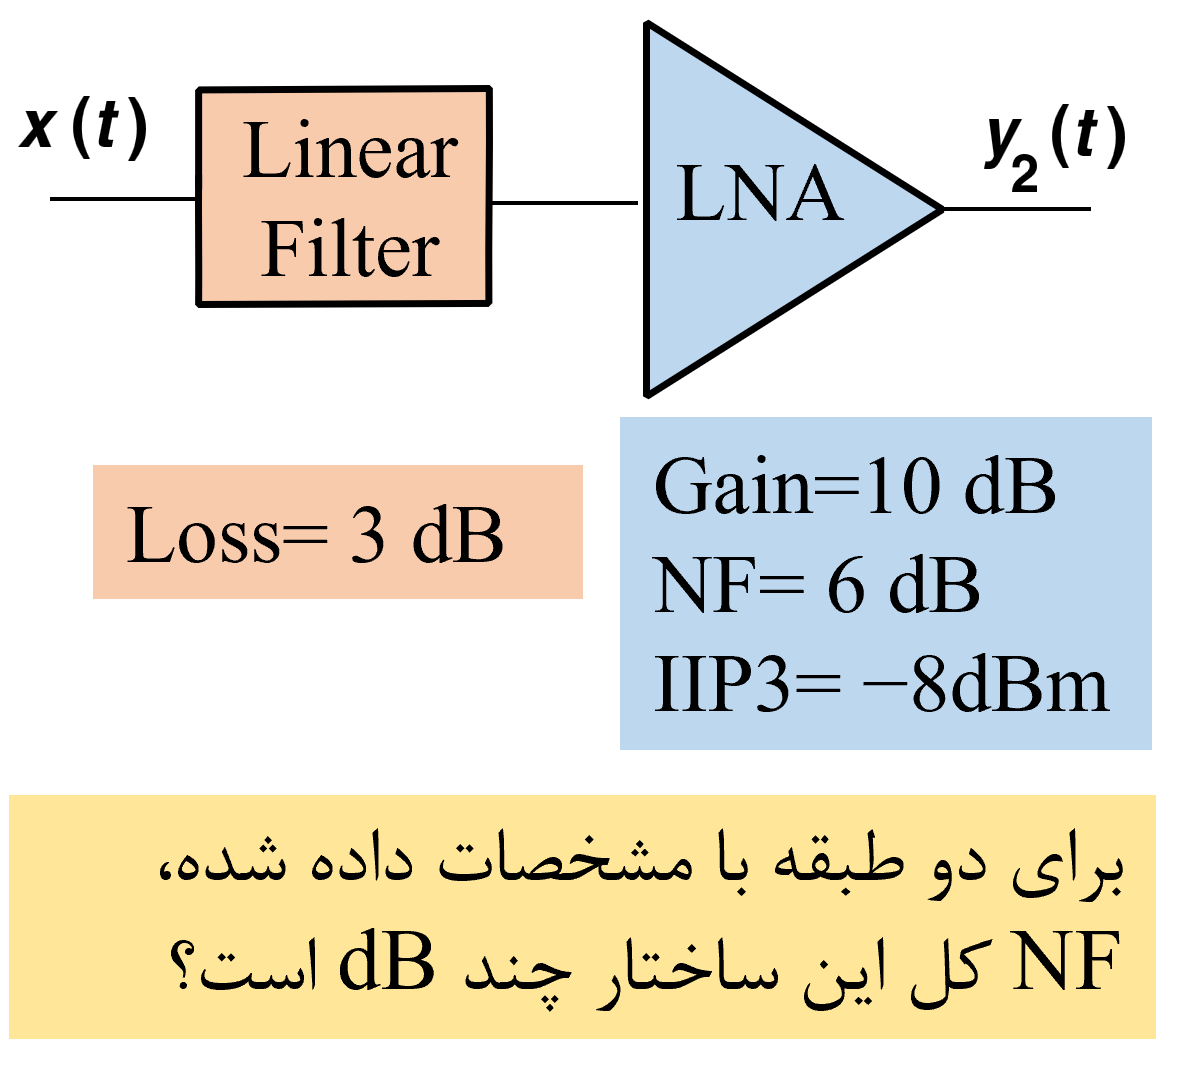 x(t)
Linear
Filter
LNA
y2(t)
Loss= 3 dB
Gain=10 dB
NF= 6 dB
IIP3= −8dBm
برای دو طبقه با مشخصات داده شده،
NF کل این ساختار چند dB است؟